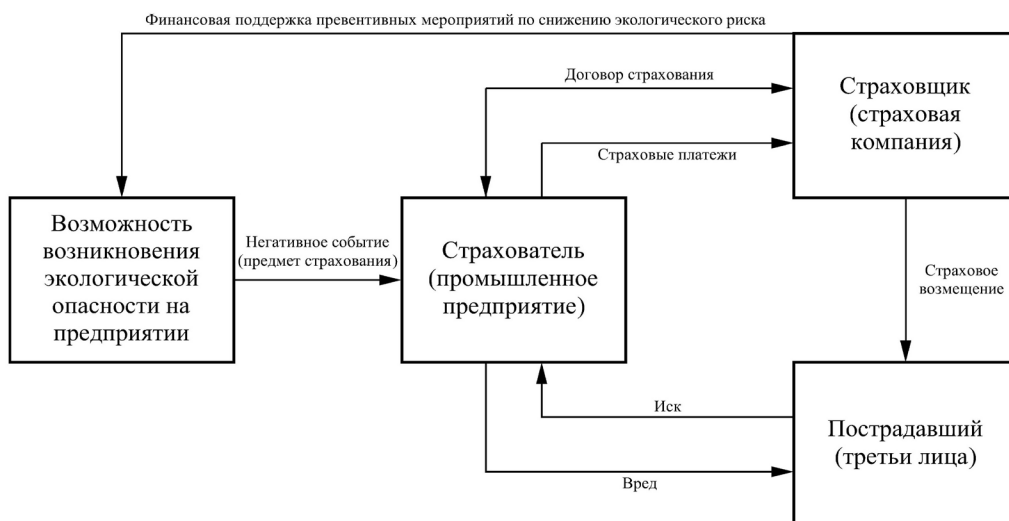 Финансовая поддержка превентивных мероприятий по снижению экологического риска
Договор страхования
Страховщик
(страховая
компания)
Страховые платежи
Возможность
возникновения
экологической
опасности на
предприятии
Негативное событие
(предмет страхования)
Страхователь
(промышленное
предприятие)
Страховое
возмещение
Иск
Пострадавший
(третьи лица)
Вред